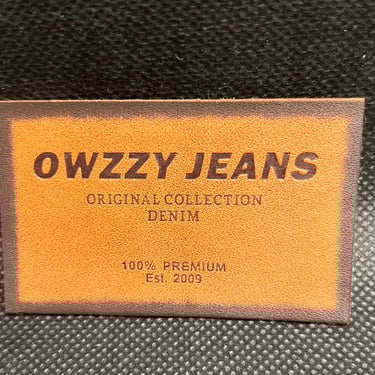 OWZZY JEANS
ORIGINAL COLLECTION
DENIM
100% PREMIUM
Est. 2009